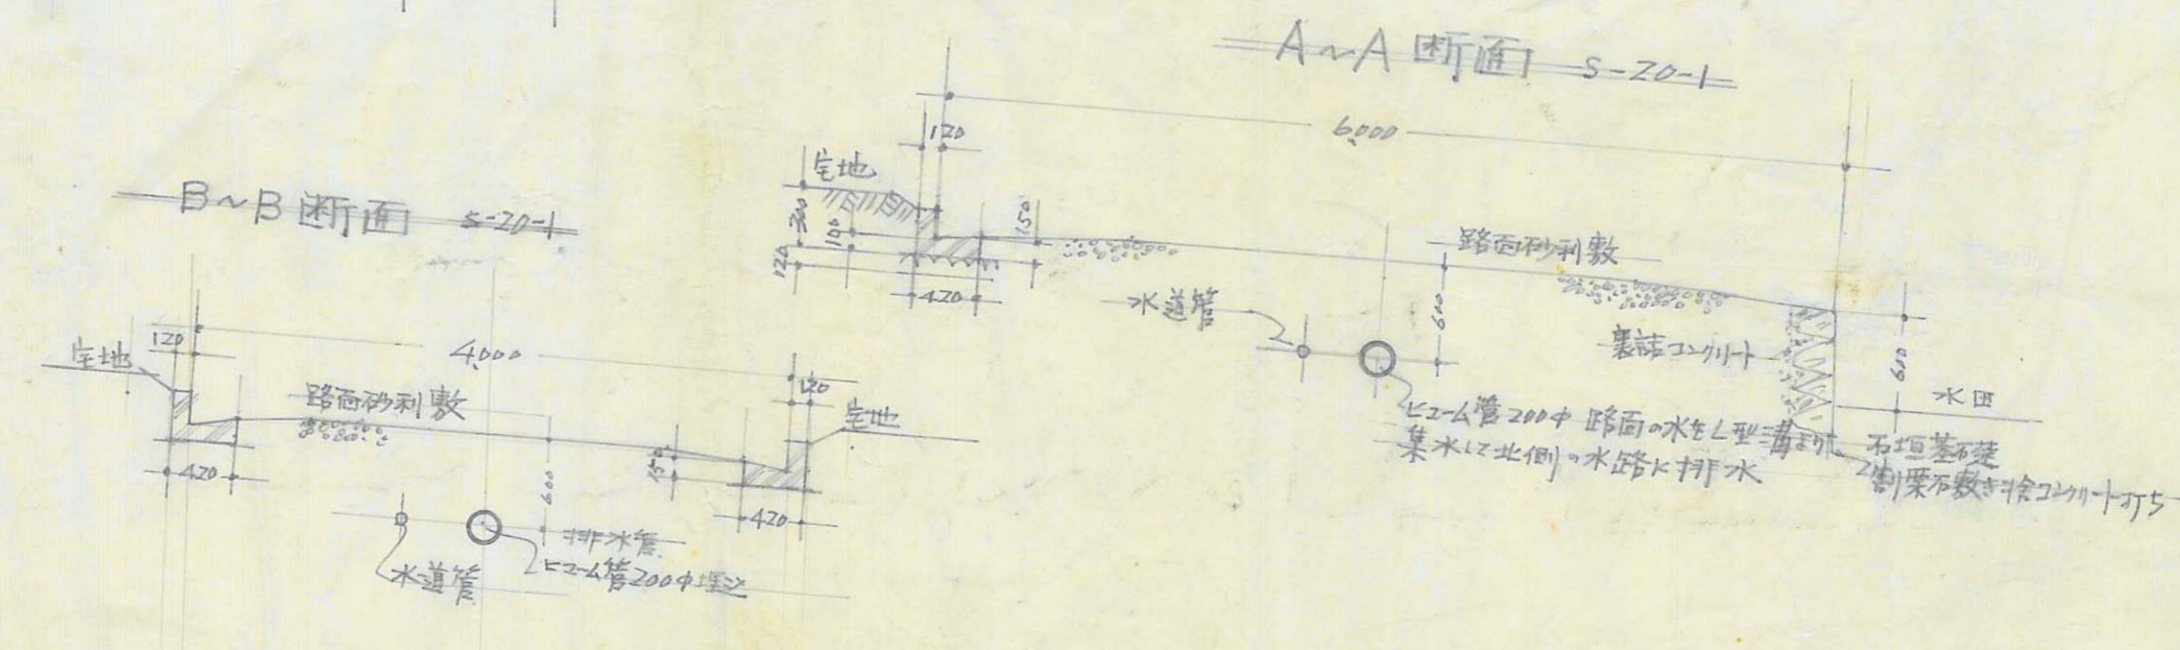 A~A 断面 S-20-1
6,000
120
宅地
300
100
150
120
420
路面砂利敷
水道管
600
裏詰コンクリート
600
水田
ヒューム管200Φ 路面の水をL型溝より
集水して北側の水路に排水
石垣基礎
割栗石敷き捨コンクリート打ち
B~B 断面 S-20-1
120
4,000
宅地
120
路面砂利敷
宅地
150
420
600
420
排水管
水道管
ヒューム管200Φ埋込